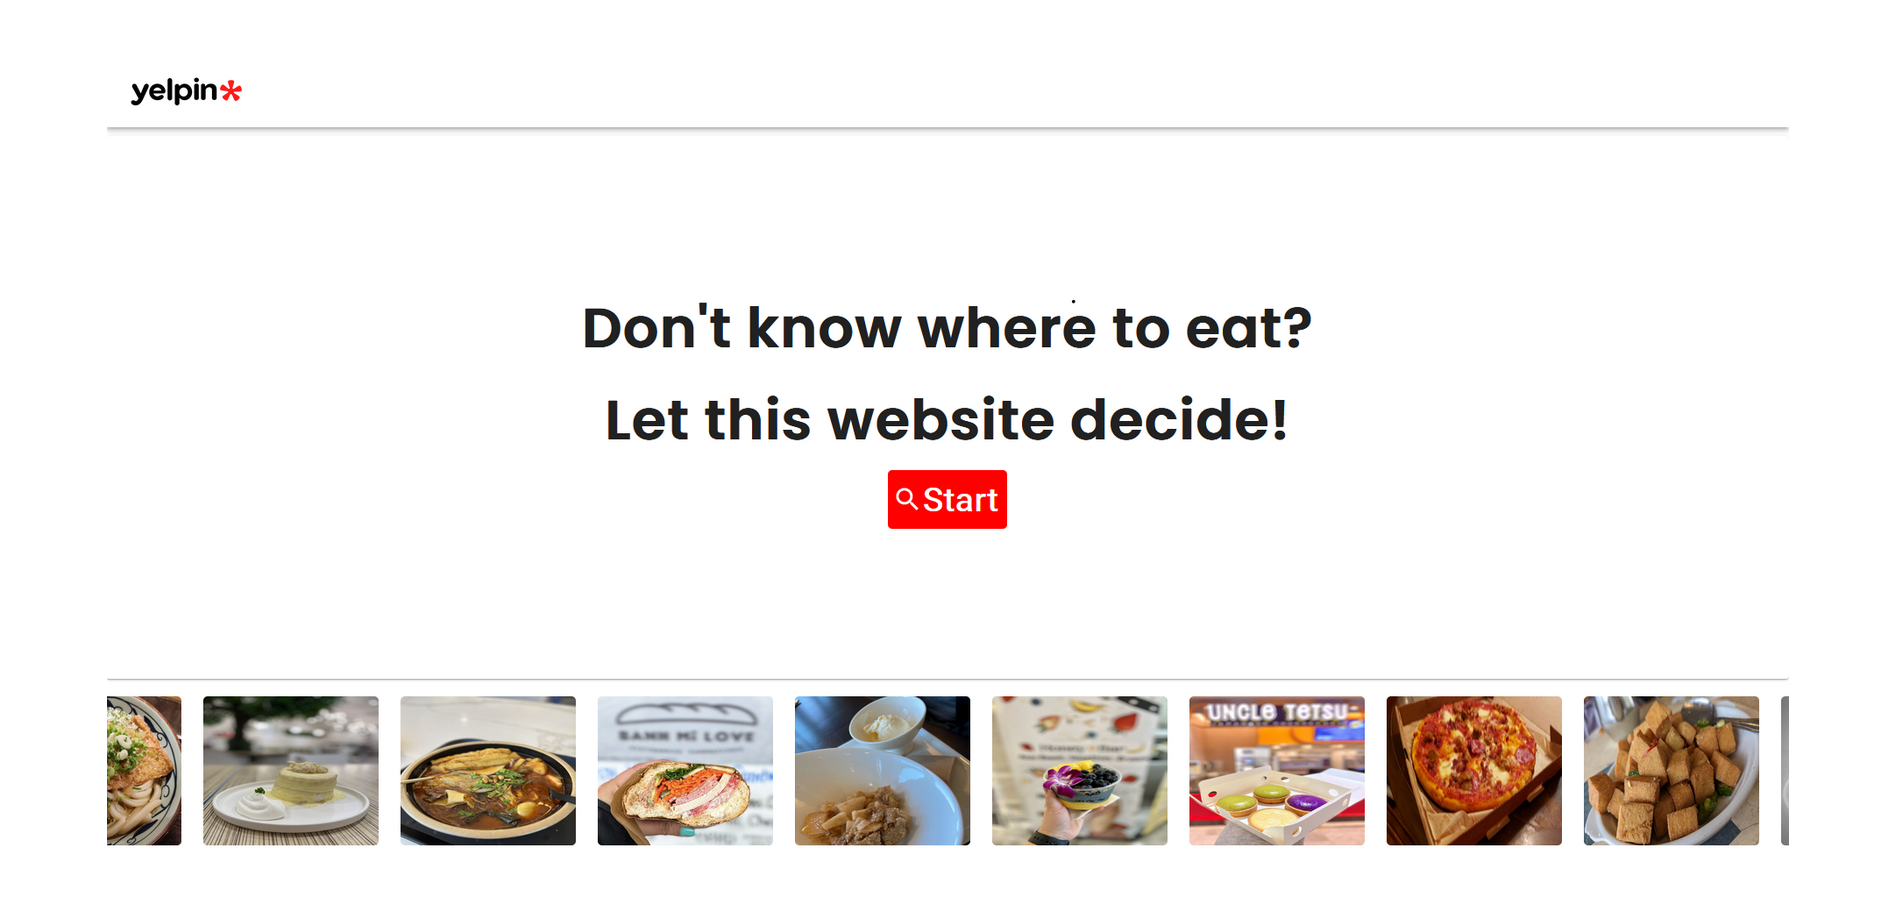 yelpin
Don't know where to eat?
Let this website decide!
Start
BANH Mi LOVE
UNCLE TETSU